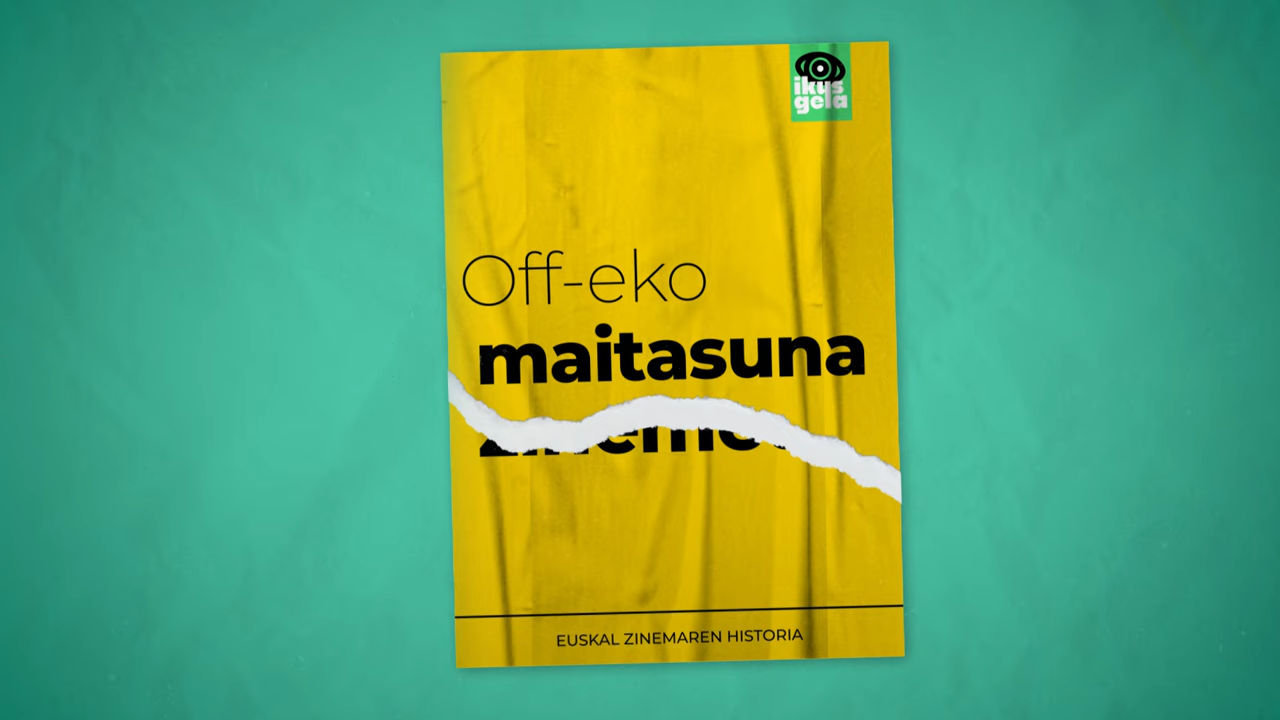 ikus
gela
Off-eko
maitasuna
EUSKAL ZINEMAREN HISTORIA